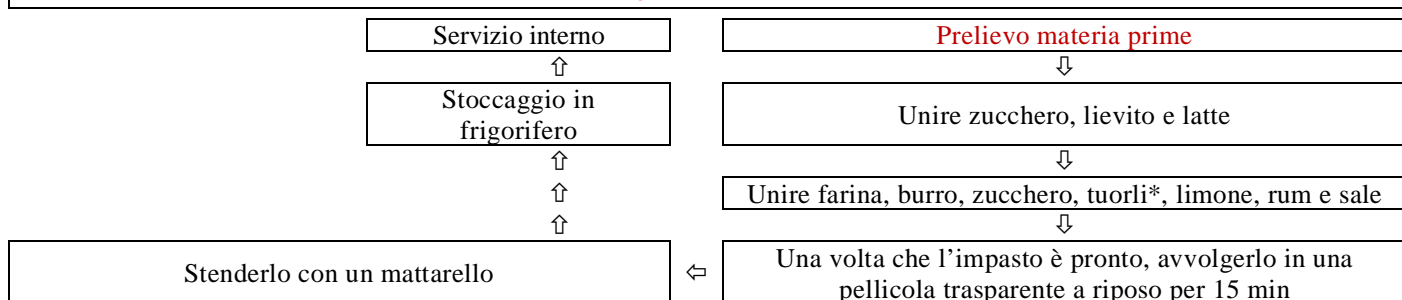 Servizio interno
Prelievo materia prime
⇧
⇩
Stoccaggio in
frigorifero
Unire zucchero, lievito e latte
⇧
⇩
⇧
Unire farina, burro, zucchero, tuorli*, limone, rum e sale
⇧
⇩
Stenderlo con un mattarello
⇦
Una volta che l’impasto è pronto, avvolgerlo in una
pellicola trasparente a riposo per 15 min